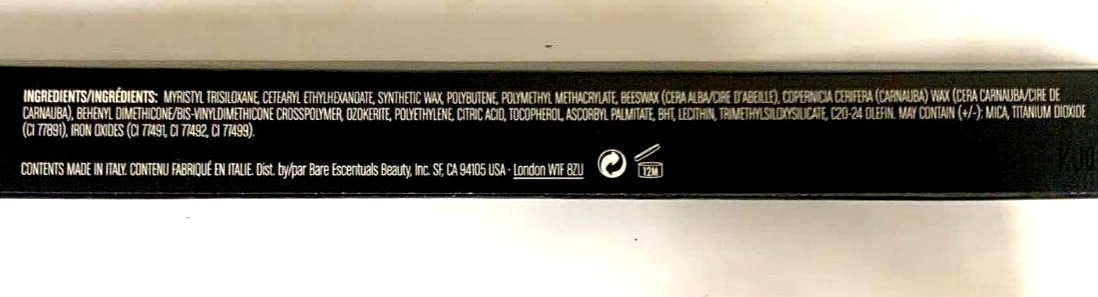 INGREDIENTS/INGRÉDIENTS: MYRISTYL TRISILOXANE, CETEARYL ETHYLHEXANOATE, SYNTHETIC WAX, POLYBUTENE, POLYMETHYL METHACRYLATE, BEESWAX (CERA ALBA/CIRE D'ABEILLE), COPERNICIA CERIFERA (CARNAUBA) WAX (CERA CARNAUBA/CIRE DE
CARNAUBA), BEHENYL DIMETHICONE/BIS-VINYLDIMETHICONE CROSSPOLYMER, OZOKERITE, POLYETHYLENE, CITRIC ACID, TOCOPHEROL, ASCORBYL PALMITATE, BHT, LECITHIN, TRIMETHYLSILOXYSILICATE, C20-24 OLEFIN. MAY CONTAIN (+/-): MICA, TITANIUM DIOXIDE
(CI 77891), IRON OXIDES (CI 77491, CI 77492, CI 77499).
CONTENTS MADE IN ITALY. CONTENU FABRIQUÉ EN ITALIE. Dist. by/par Bare Escentuals Beauty, Inc. SF, CA 94105 USA · London W1F 8ZU
12M